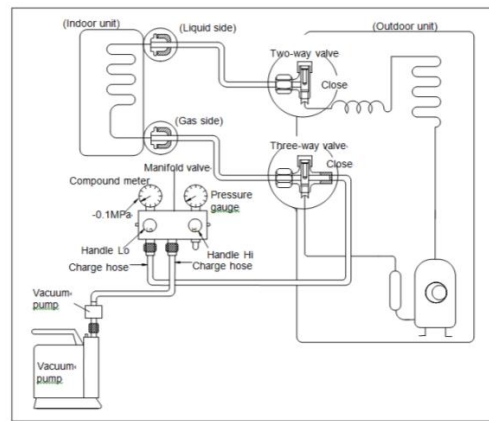 (Indoor unit)
(Liquid side)
(Outdoor unit)
Two-way valve
Close
(Gas side)
Three-way valve
Close
Manifold valve
Compound meter
Pressure
gauge
-0.1MPa
Handle Lo
Handle Hi
Charge hose
Charge hose
Vacuum-
pump
Vacuum-
pump